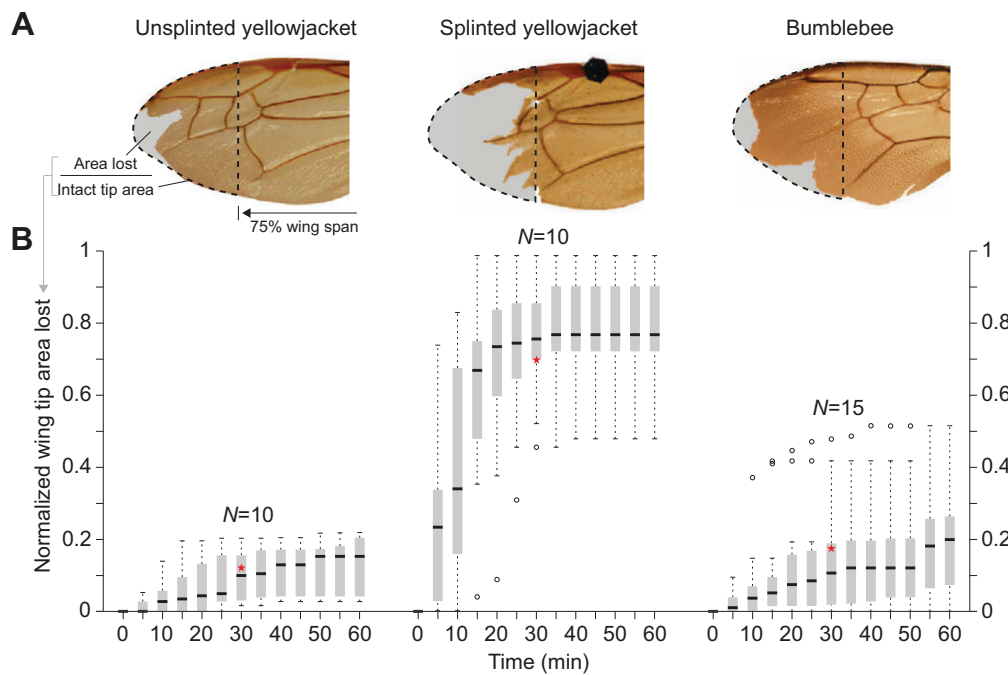 A
Unsplinted yellowjacket
Splinted yellowjacket
Bumblebee
Area lost
Intact tip area
75% wing span
B
Normalized wing tip area lost
1
0.8
0.6
0.4
0.2
0
N=10
N=10
N=15
1
0.8
0.6
0.4
0.2
0
0 10 20 30 40 50 60
0 10 20 30 40 50 60
0 10 20 30 40 50 60
Time (min)